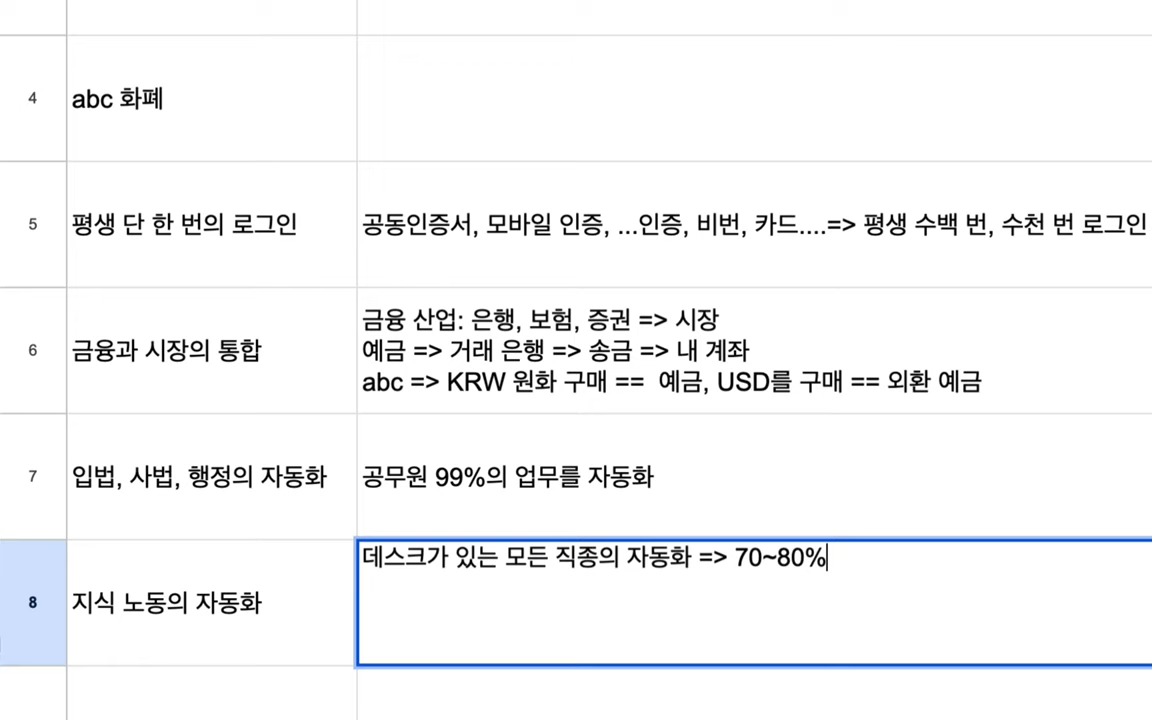 4
abc 화폐
5
평생 단 한 번의 로그인
공동인증서, 모바일 인증, ...인증, 비번, 카드....=> 평생 수백 번, 수천 번 로그인
6
금융과 시장의 통합
금융 산업: 은행, 보험, 증권 => 시장
예금 => 거래 은행 => 송금 => 내 계좌
abc => KRW 원화 구매 ==  예금, USD를 구매 == 외환 예금
7
입법, 사법, 행정의 자동화
공무원 99%의 업무를 자동화
8
지식 노동의 자동화
데스크가 있는 모든 직종의 자동화 => 70~80%